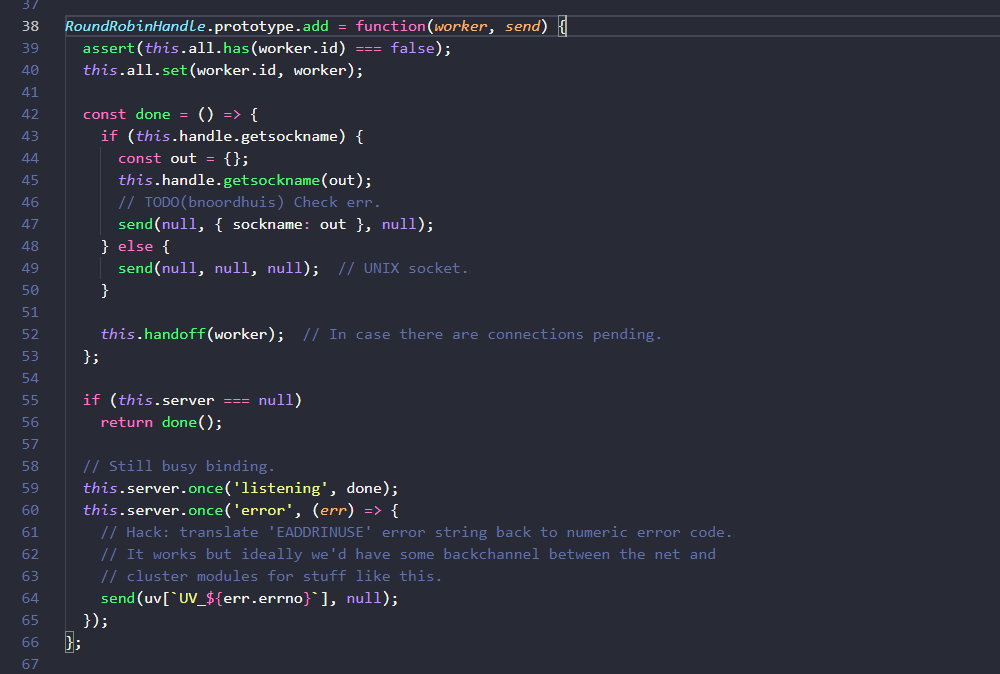 37
38 RoundRobinHandle.prototype.add = function(worker, send) {
39   assert(this.all.has(worker.id) === false);
40   this.all.set(worker.id, worker);
41
42   const done = () => {
43     if (this.handle.getsockname) {
44       const out = {};
45       this.handle.getsockname(out);
46       // TODO(bnoordhuis) Check err.
47       send(null, { sockname: out }, null);
48     } else {
49       send(null, null, null);  // UNIX socket.
50     }
51
52     this.handoff(worker);  // In case there are connections pending.
53   };
54
55   if (this.server === null)
56     return done();
57
58   // Still busy binding.
59   this.server.once('listening', done);
60   this.server.once('error', (err) => {
61     // Hack: translate 'EADDRINUSE' error string back to numeric error code.
62     // It works but ideally we'd have some backchannel between the net and
63     // cluster modules for stuff like this.
64     send(uv[`UV_${err.errno}`], null);
65   });
66 };
67